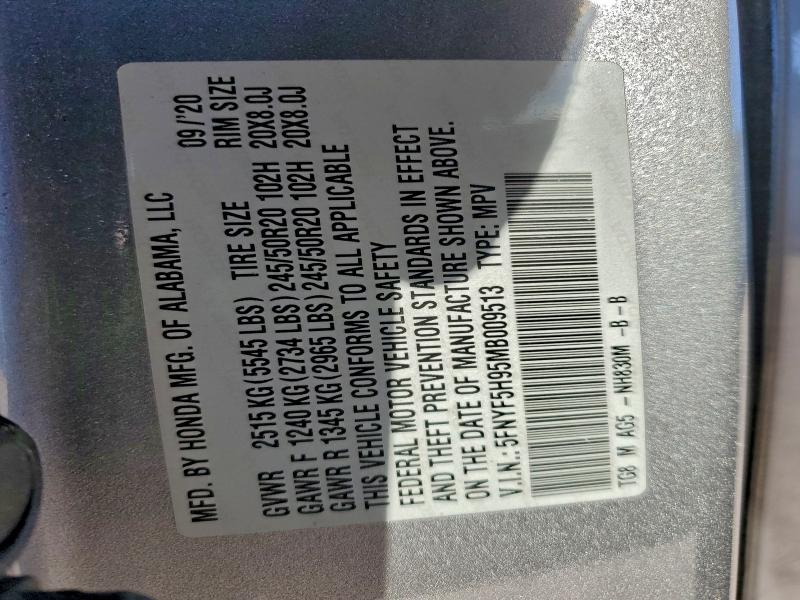 MFD. BY HONDA MFG. OF ALABAMA, LLC 09/'20
GVWR 2515 KG(5545 LBS) TIRE SIZE RIM SIZE
GAWR F 1240 KG(2734 LBS)245/50R20 102H 20X8.0J
GAWR R 1345 KG(2965 LBS)245/50R20 102H 20X8.0J
THIS VEHICLE CONFORMS TO ALL APPLICABLE
FEDERAL MOTOR VEHICLE SAFETY
AND THEFT PREVENTION STANDARDS IN EFFECT
ON THE DATE OF MANUFACTURE SHOWN ABOVE.
V.I.N.: 5FNYF5H95MB009513 TYPE: MPV
TG8 M AG5 - NH830M -B-B